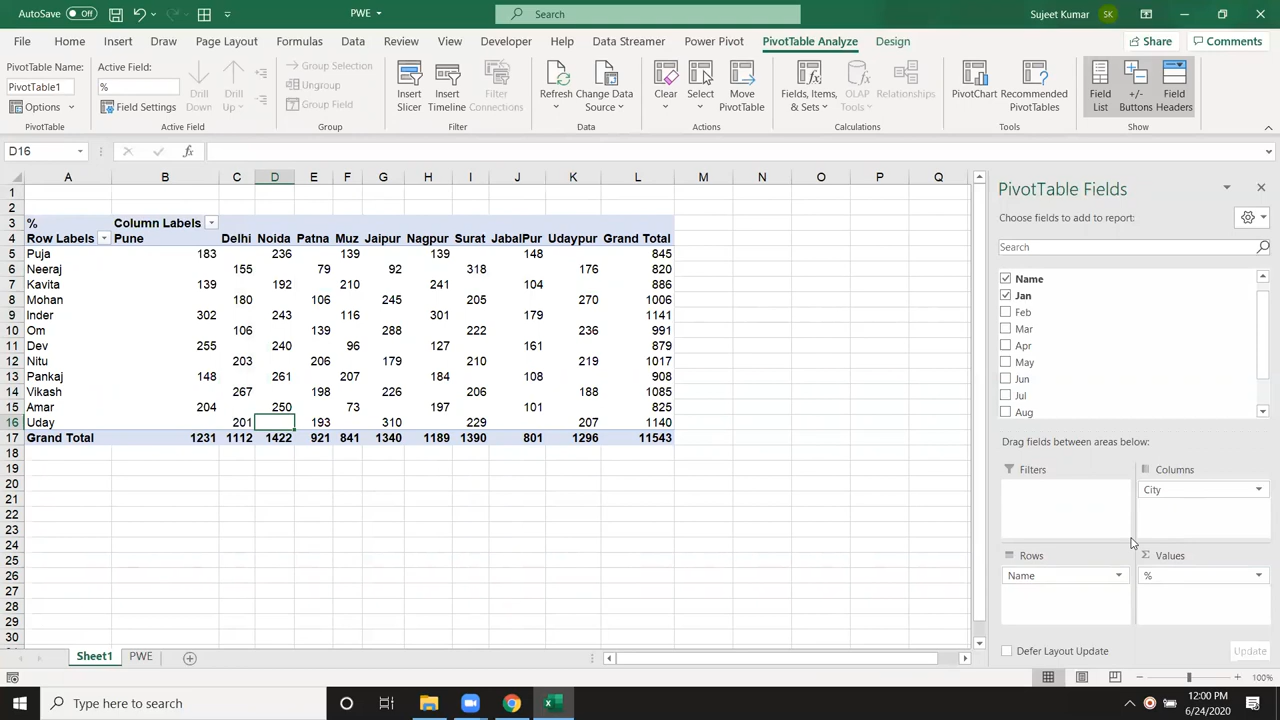 AutoSave Off PWE Search Sujeet Kumar SK
File Home Insert Draw Page Layout Formulas Data Review View Developer Help Data Streamer Power Pivot PivotTable Analyze Design Share Comments
PivotTable Name:
PivotTable1
Options
PivotTable
Active Field:
%
Field Settings
Drill Down
Drill Up
Active Field
Group Selection
Ungroup
Group Field
Group
Insert Slicer
Insert Timeline
Filter Connections
Filter
Refresh
Change Data Source
Data
Clear
Select
Move PivotTable
Actions
Fields, Items, & Sets
OLAP Tools
Relationships
Calculations
PivotChart
Recommended PivotTables
Tools
Field List
+/- Buttons
Field Headers
Show
D16 fx
A B C D E F G H I J K L M N O P Q
1
2
3 % Column Labels
4 Row Labels Pune Delhi Noida Patna Muz Jaipur Nagpur Surat JabalPur Udaypur Grand Total
5 Puja 183 236 139 139 148 845
6 Neeraj 155 79 92 318 176 820
7 Kavita 139 192 210 241 104 886
8 Mohan 180 106 245 205 270 1006
9 Inder 302 243 116 301 179 1141
10 Om 106 139 288 222 236 991
11 Dev 255 240 96 127 161 879
12 Nitu 203 206 179 210 219 1017
13 Pankaj 148 261 207 184 108 908
14 Vikash 267 198 226 206 188 1085
15 Amar 204 250 73 197 101 825
16 Uday 201 193 310 229 207 1140
17 Grand Total 1231 1112 1422 921 841 1340 1189 1390 801 1296 11543
18
19
20
21
22
23
24
25
26
27
28
29
30
PivotTable Fields
Choose fields to add to report:
Search
Name
Jan
Feb
Mar
Apr
May
Jun
Jul
Aug
Drag fields between areas below:
Filters
Columns
City
Rows
Name
Values
%
Defer Layout Update Update
Sheet1 PWE
100%
Type here to search
12:00 PM
6/24/2020